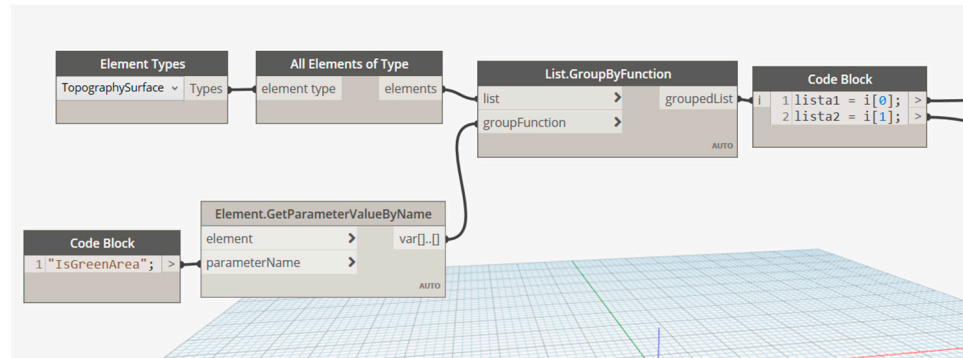 Element Types
TopographySurface Types
All Elements of Type
element type elements
List.GroupByFunction
list groupedList
groupFunction
AUTO
Code Block
i
1 lista1 = i[0]; >
2 lista2 = i[1]; >
Element.GetParameterValueByName
element var[]..[]
parameterName
AUTO
Code Block
1 "IsGreenArea"; >